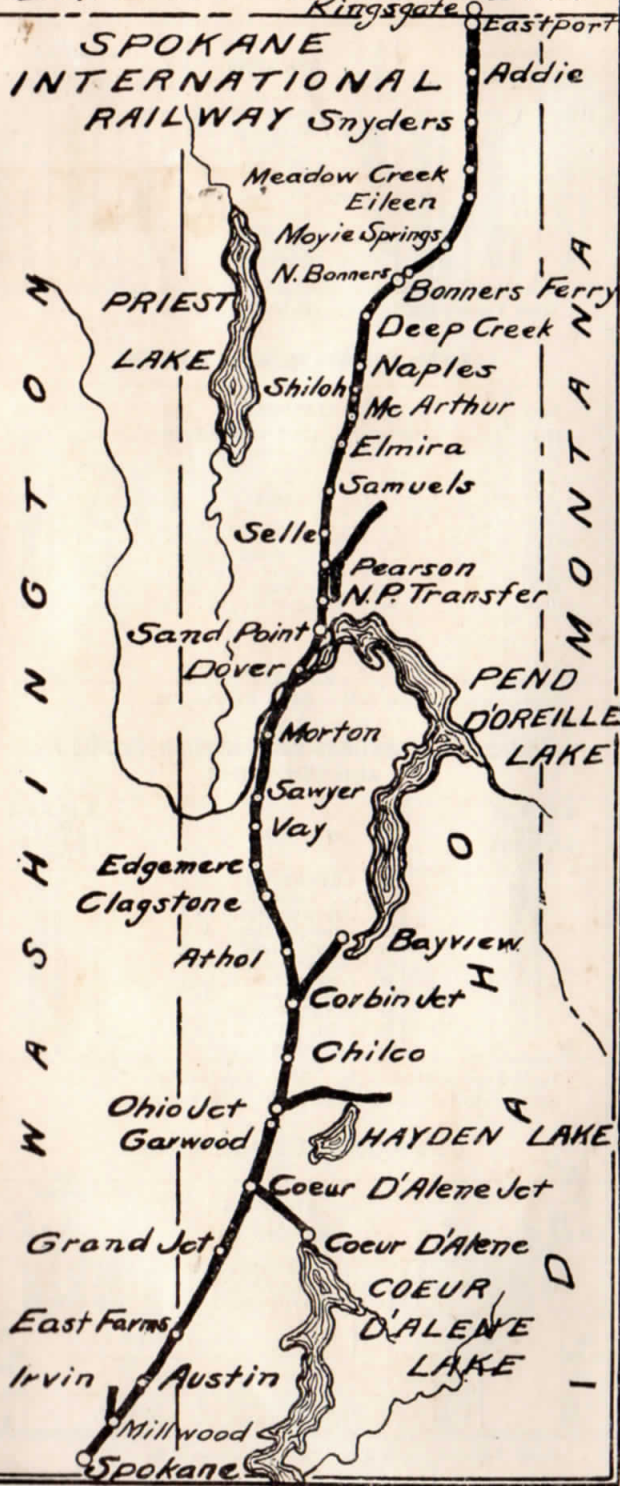 Kingsgate
Eastport
SPOKANE
INTERNATIONAL
RAILWAY
Addie
Snyders
Meadow Creek
Eileen
Moyie Springs
N. Bonners
Bonners Ferry
PRIEST
LAKE
Deep Creek
Naples
Shiloh
Mc Arthur
Elmira
Samuels
Selle
Pearson
N.P. Transfer
Sand Point
Dover
PEND
D'OREILLE
LAKE
Morton
Sawyer
Vay
Edgemere
Clagstone
Athol
Bayview
Corbin Jct
Chilco
Ohio Jct
Garwood
HAYDEN LAKE
Coeur D'Alene Jct
Grand Jct
Coeur D'Alene
COEUR
D'ALENE
LAKE
East Farms
Irvin
Austin
Millwood
Spokane
WASHINGTON
MONTANA
IDAHO